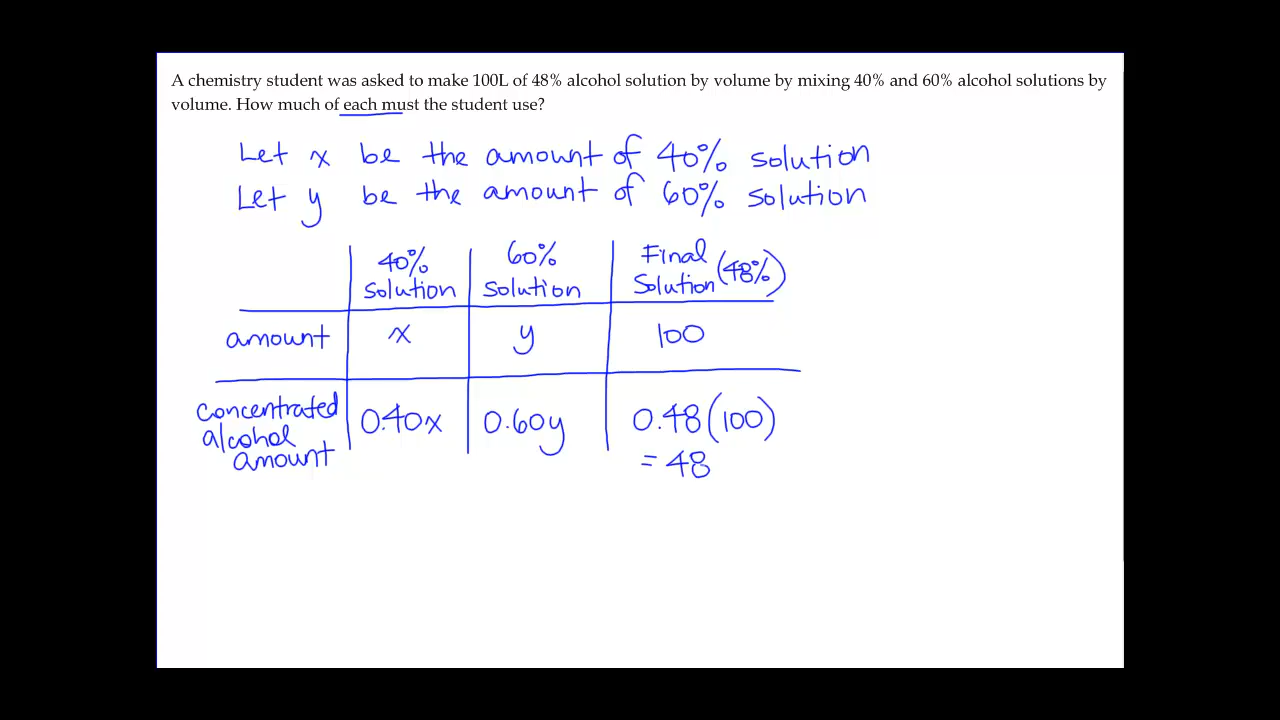 A chemistry student was asked to make 100L of 48% alcohol solution by volume by mixing 40% and 60% alcohol solutions by
volume. How much of each must the student use?
Let x be the amount of 40% solution
Let y be the amount of 60% solution
40% solution
60% solution
Final Solution (48%)
amount
x
y
100
concentrated
alcohol
amount
0.40x
0.60y
0.48(100)
= 48